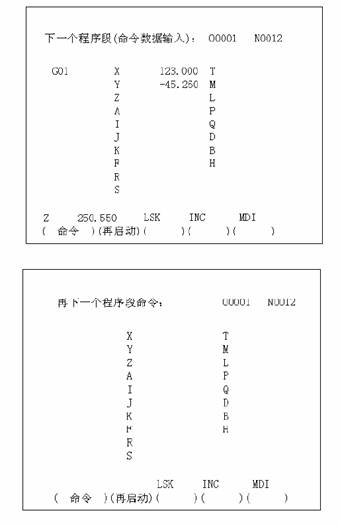 下一个程序段(命令数据输入): O0001 N0012
G01 X 123.000 T
Y -45.250 M
Z L
A P
I Q
J D
K B
F H
R
S
Z 250.550 LSK INC MDI
( 命令 )(再启动)( )( )( )
再下一个程序段命令: O0001 N0012
X T
Y M
Z L
A P
I Q
J D
K B
F H
R
S
LSK INC MDI
( 命令 )(再启动)( )( )( )